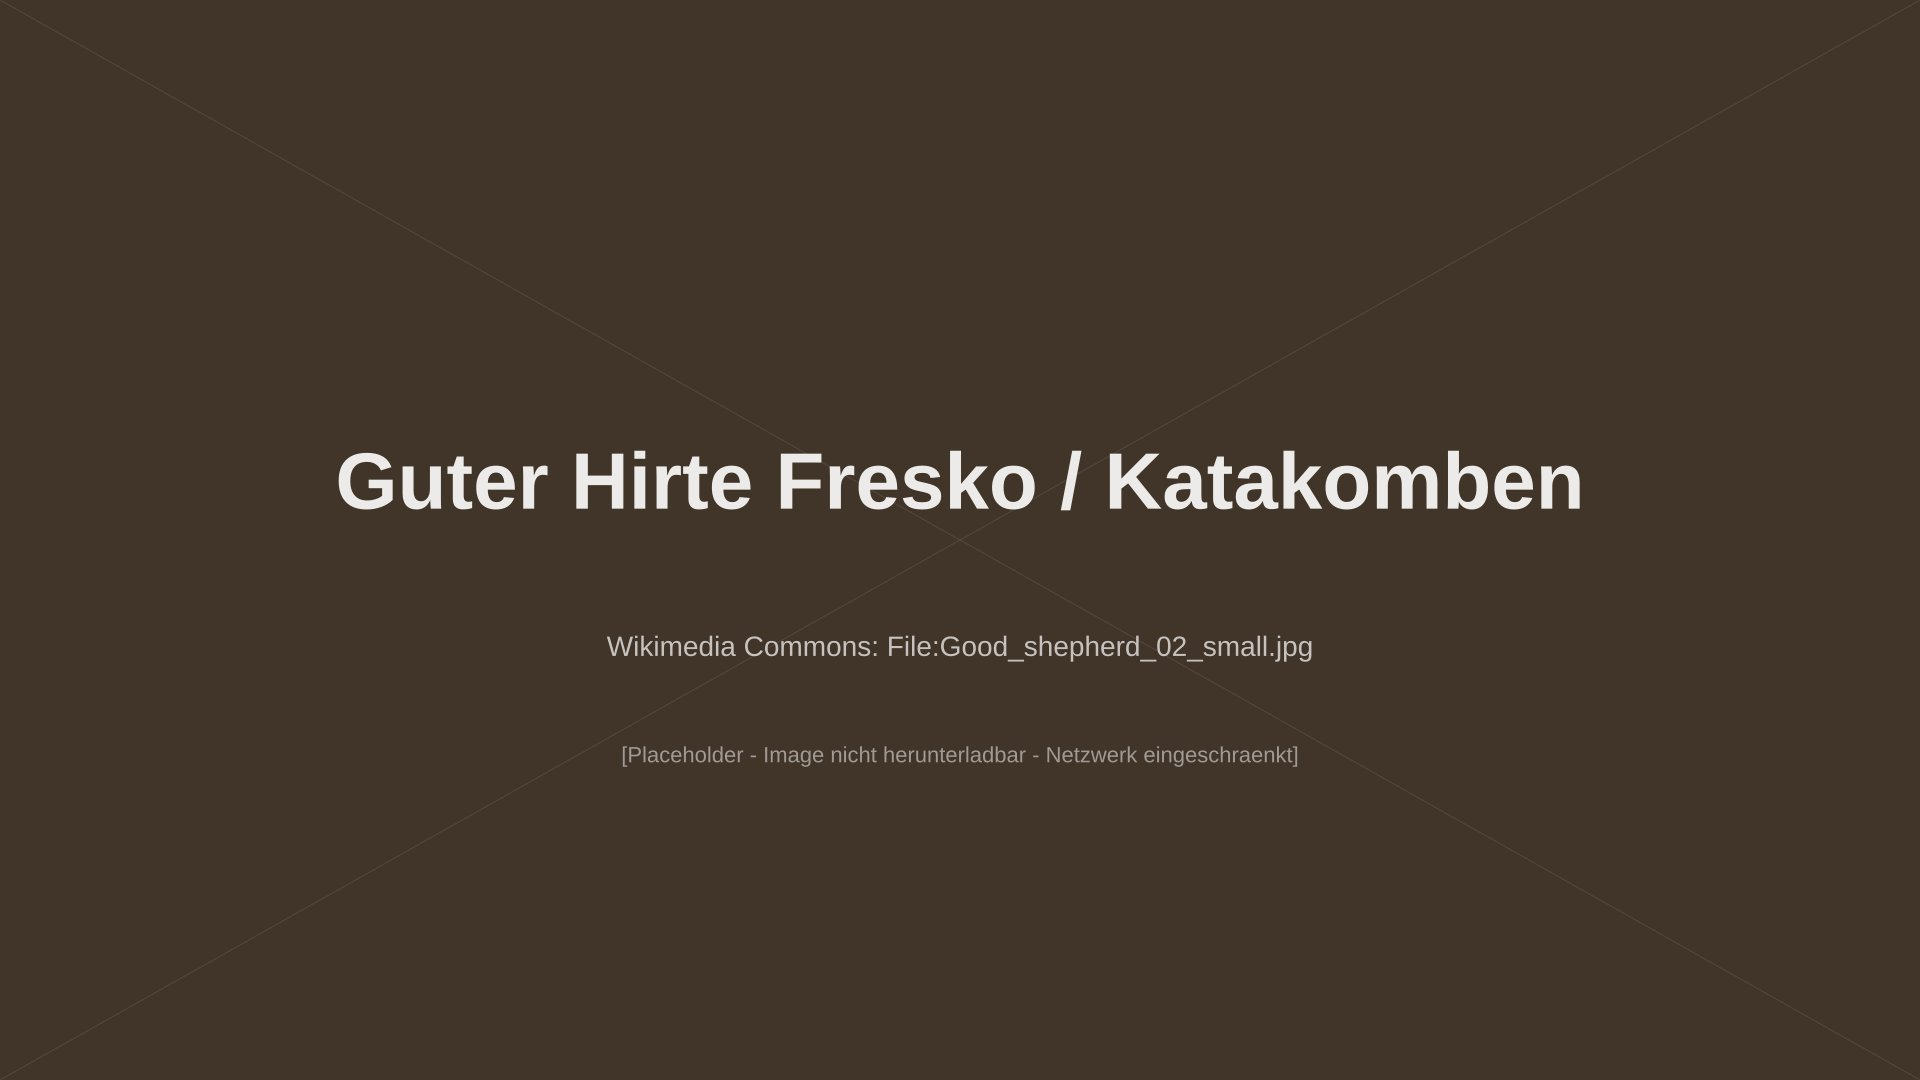 Guter Hirte Fresko / Katakomben
Wikimedia Commons: File:Good_shepherd_02_small.jpg
[Placeholder - Image nicht herunterladbar - Netzwerk eingeschraenkt]